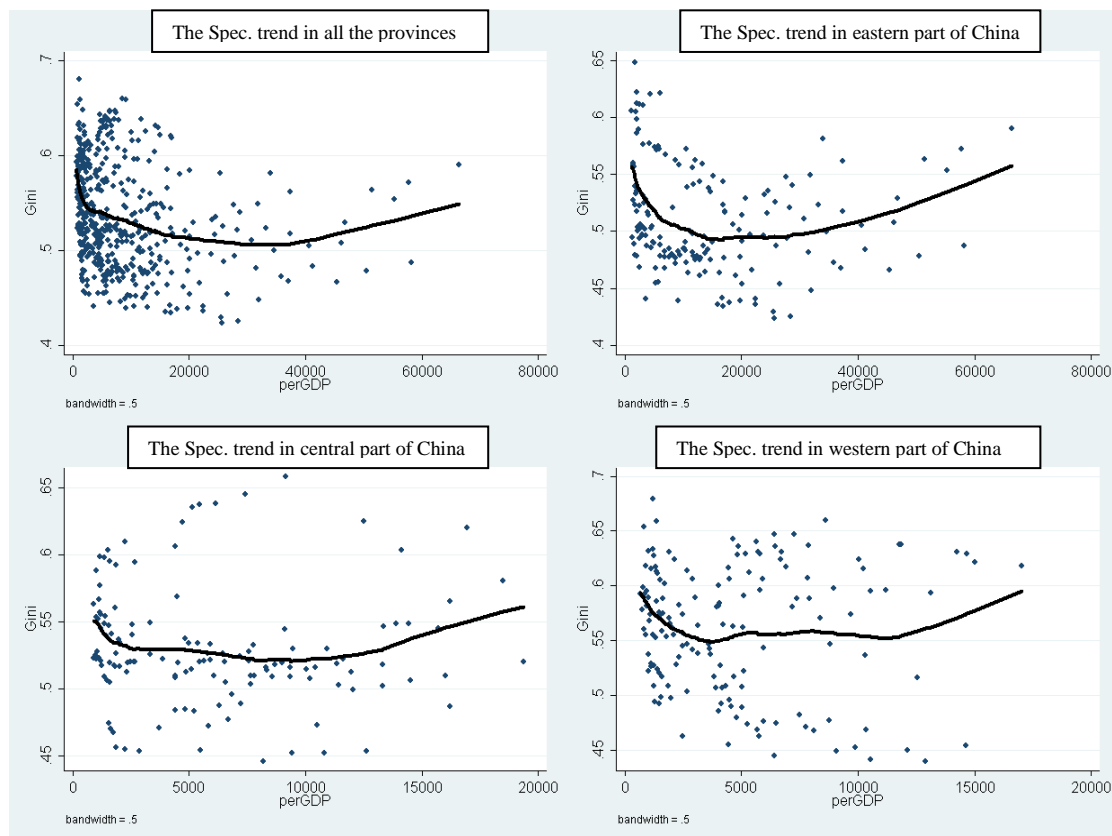 The Spec. trend in all the provinces
.7
.6
.5
.4
Gini
0 20000 40000 60000 80000
perGDP
bandwidth = .5
The Spec. trend in eastern part of China
.65
.6
.55
.5
.45
.4
Gini
0 20000 40000 60000 80000
perGDP
bandwidth = .5
The Spec. trend in central part of China
.65
.6
.55
.5
.45
Gini
0 5000 10000 15000 20000
perGDP
bandwidth = .5
The Spec. trend in western part of China
.7
.65
.6
.55
.5
.45
Gini
0 5000 10000 15000 20000
perGDP
bandwidth = .5